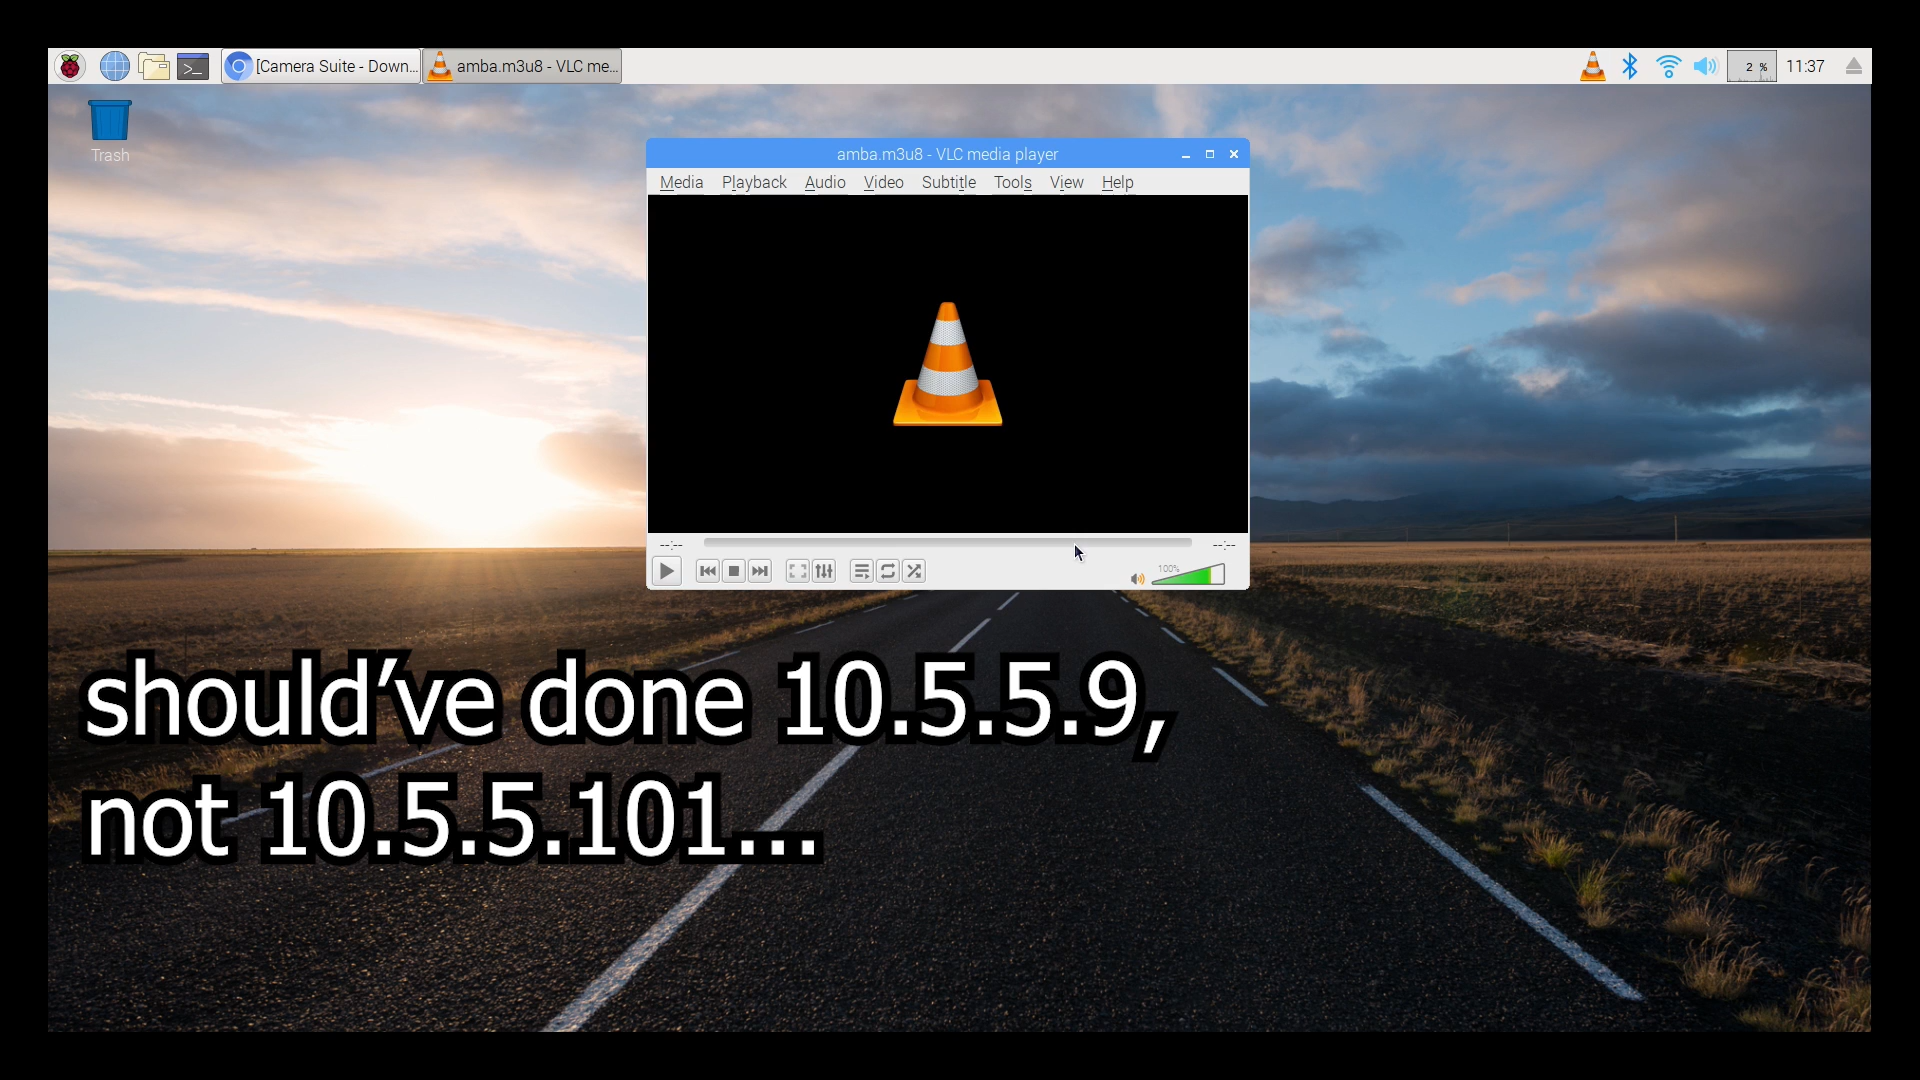 [Camera Suite - Down...
amba.m3u8 - VLC me...
2 %
11:37
Trash
amba.m3u8 - VLC media player
Media Playback Audio Video Subtitle Tools View Help
--:-- --:--
100%
should've done 10.5.5.9,
not 10.5.5.101...